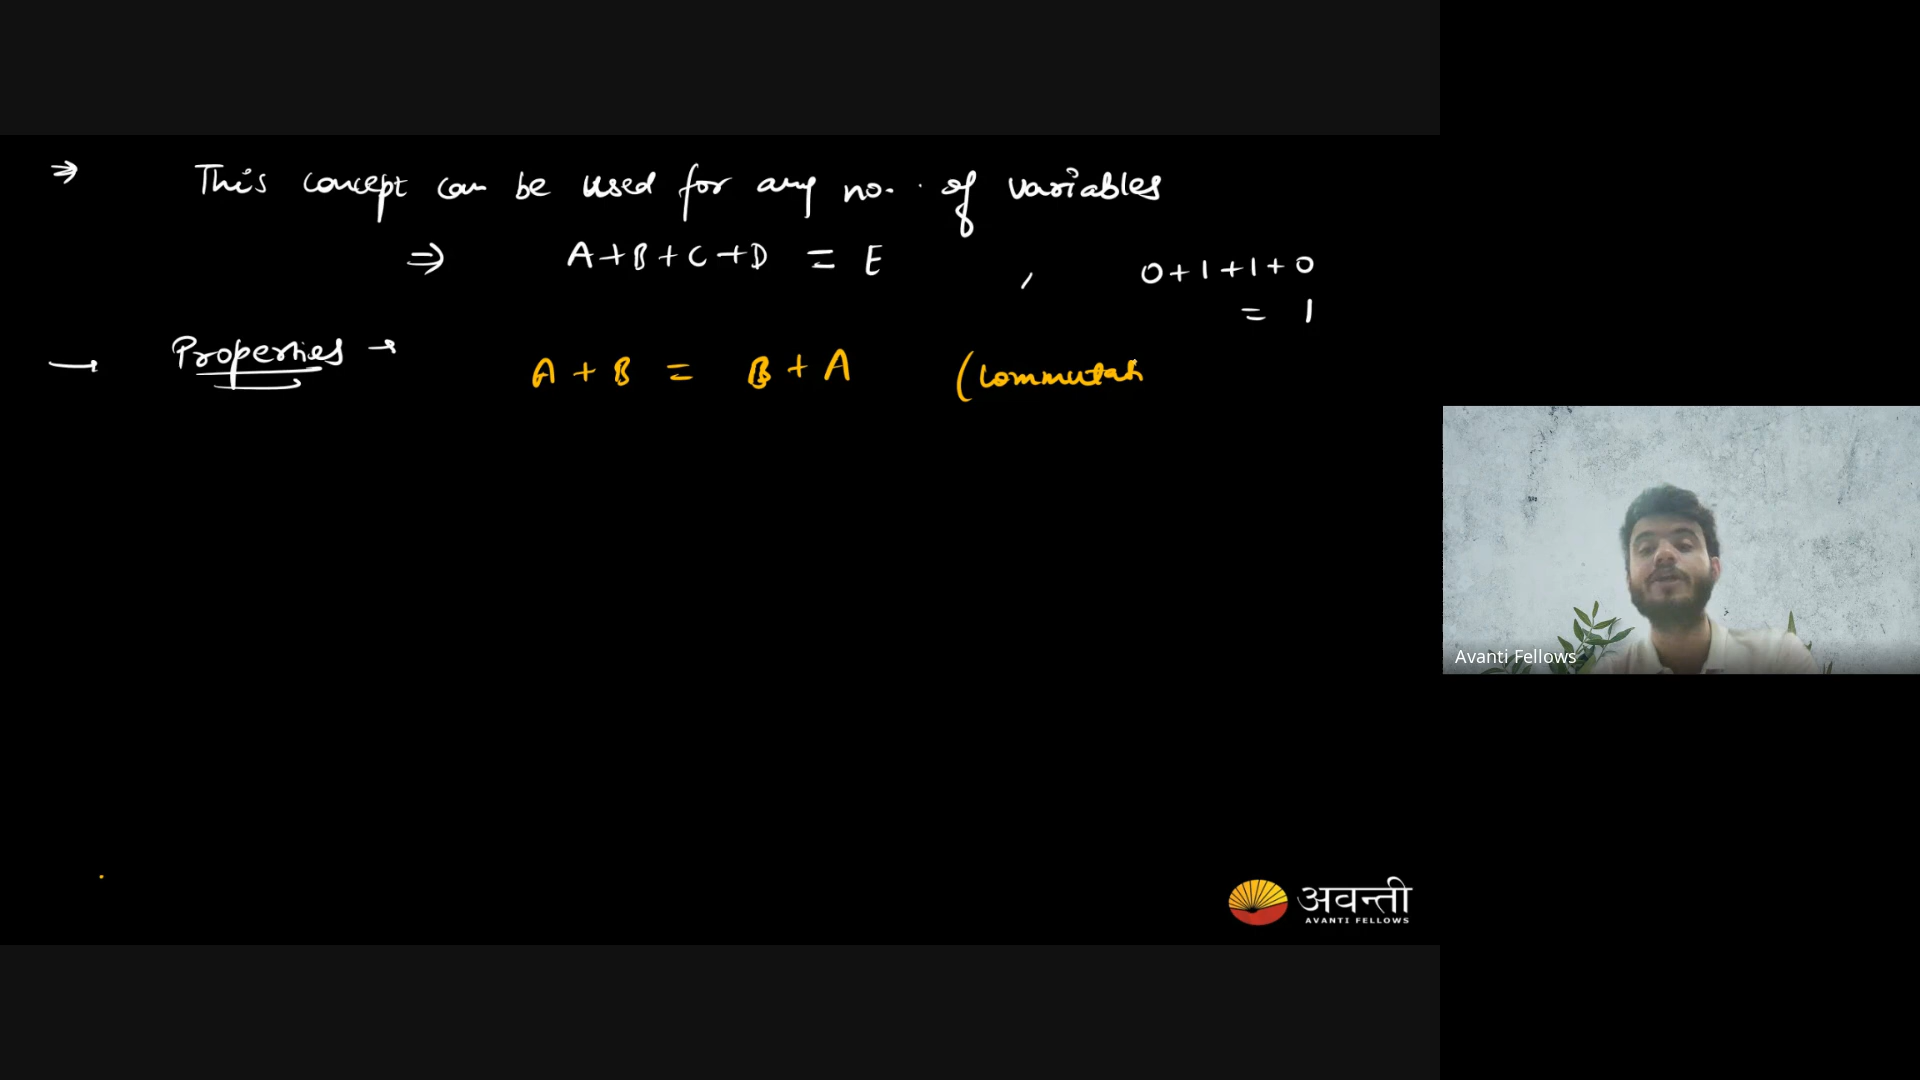 ⇒ This concept can be used for any no. of variables
⇒ A+B+C+D = E , 0+1+1+0
= 1
→ Properties → A + B = B + A (Commutati
Avanti Fellows
अवन्ती
AVANTI FELLOWS